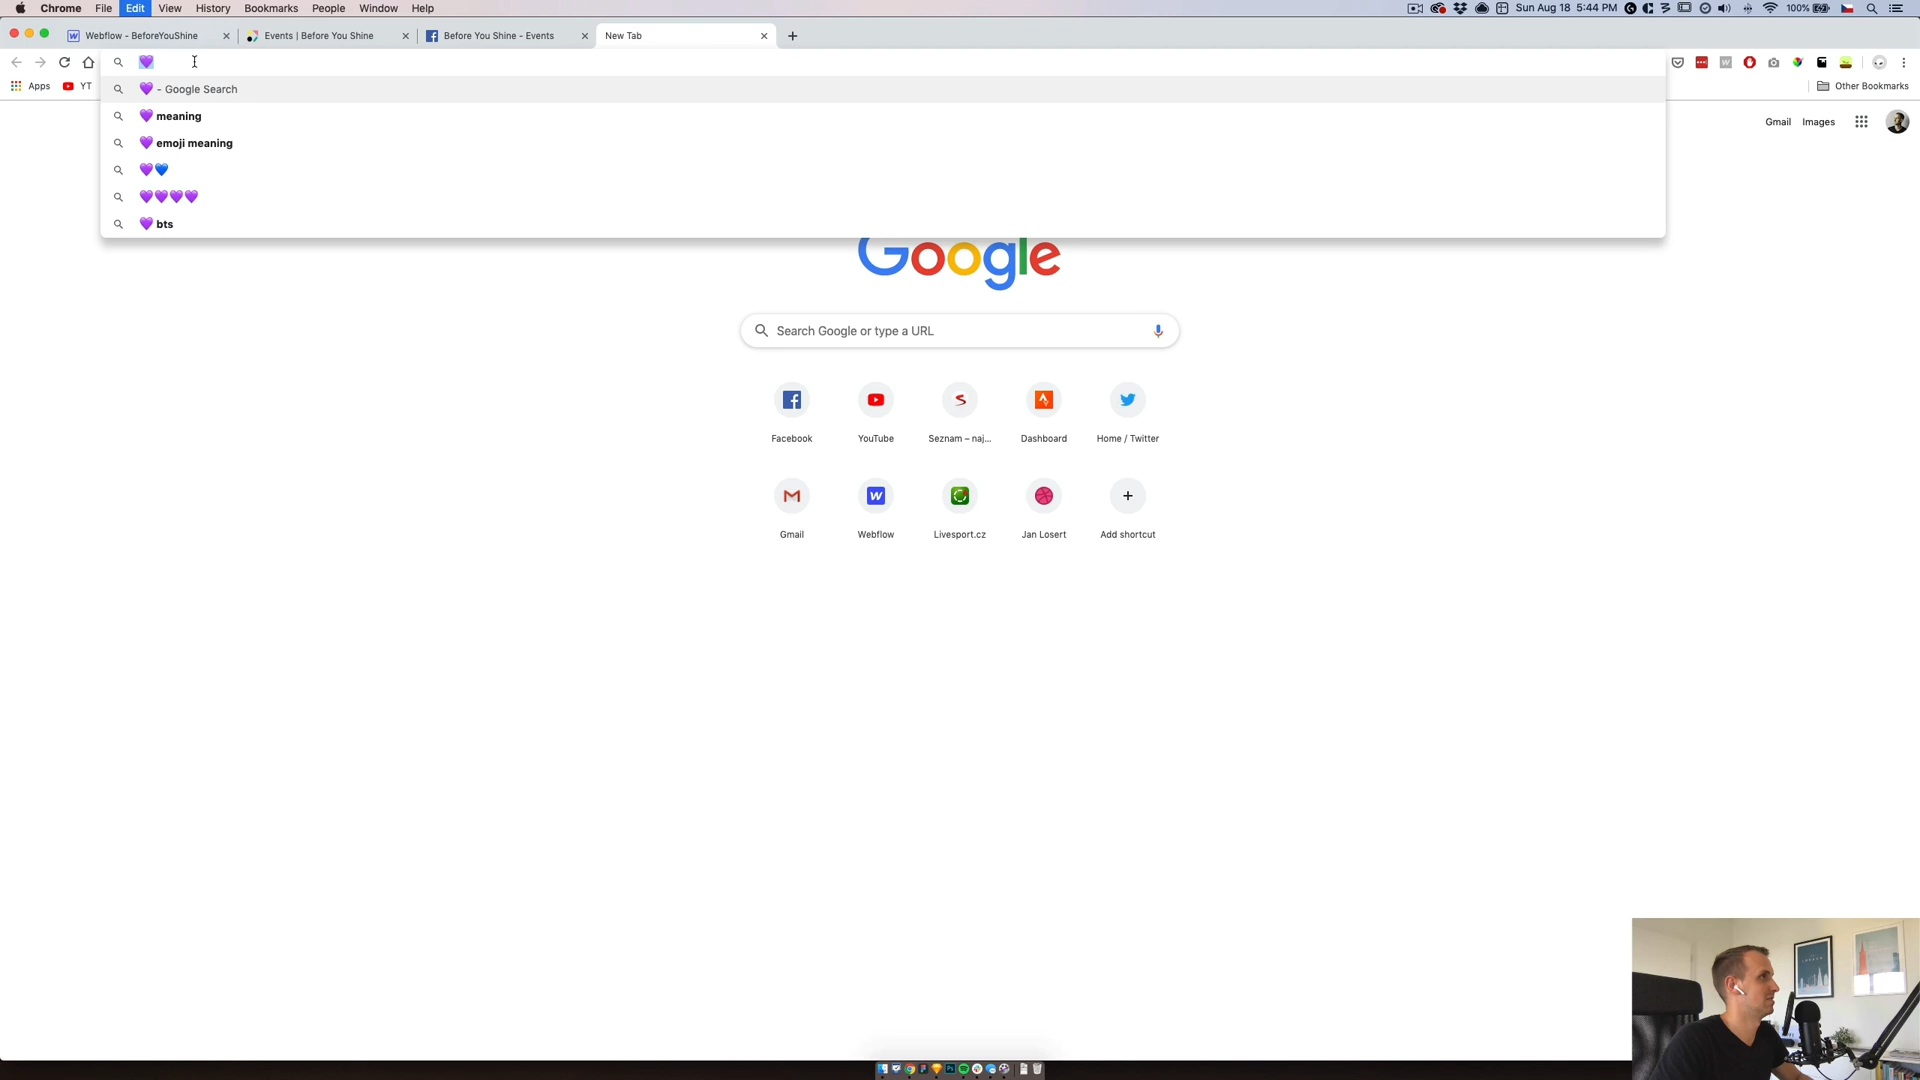 Chrome File Edit View History Bookmarks People Window Help
Sun Aug 18 5:44 PM 100%
Webflow - BeforeYouShine
Events | Before You Shine
Before You Shine - Events
New Tab
💜
Apps YT
Other Bookmarks
💜 - Google Search
💜 meaning
💜 emoji meaning
💜💙
💜💜💜💜
💜 bts
Gmail Images
Google
Search Google or type a URL
Facebook YouTube Seznam – naj... Dashboard Home / Twitter
Gmail Webflow Livesport.cz Jan Losert Add shortcut